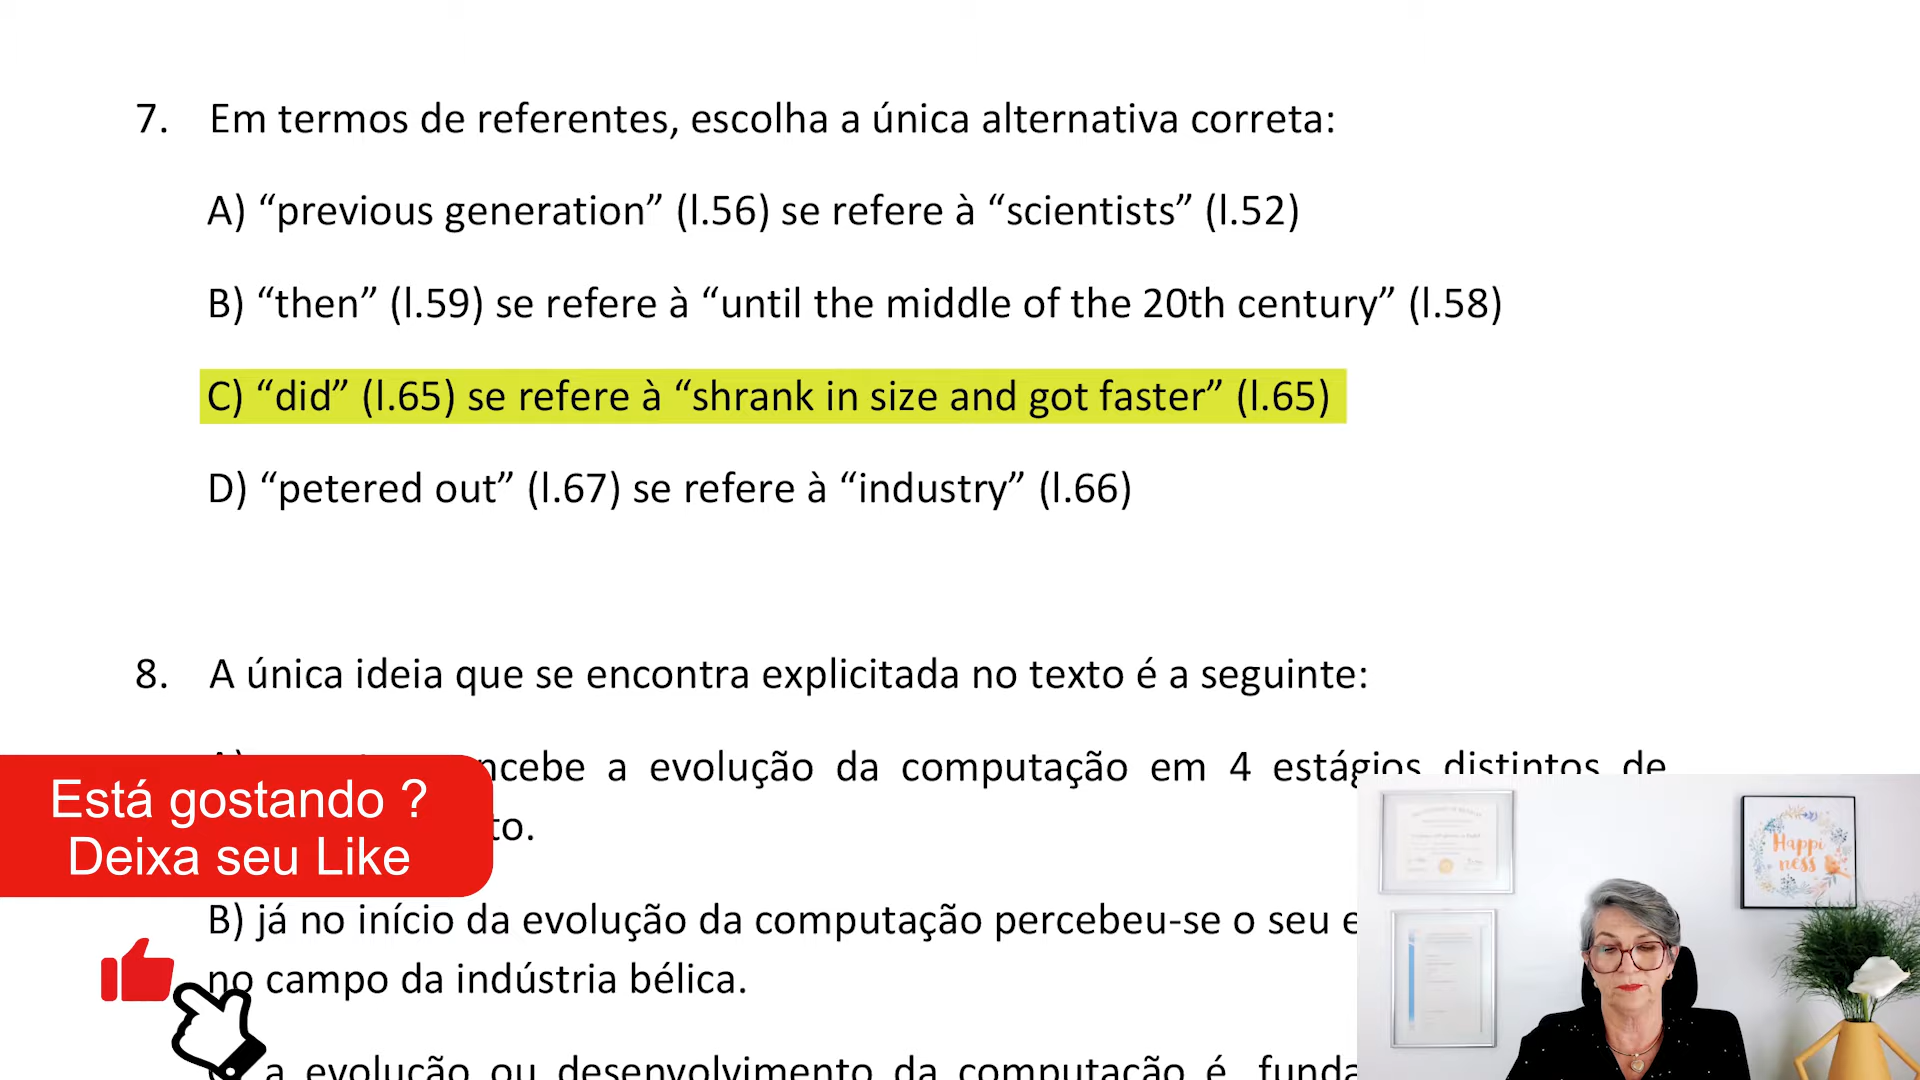 7. Em termos de referentes, escolha a única alternativa correta:
A) “previous generation” (l.56) se refere à “scientists” (l.52)
B) “then” (l.59) se refere à “until the middle of the 20th century” (l.58)
C) “did” (l.65) se refere à “shrank in size and got faster” (l.65)
D) “petered out” (l.67) se refere à “industry” (l.66)
8. A única ideia que se encontra explicitada no texto é a seguinte:
a evolução da computação em 4 estágios distintos de
Está gostando ?
Deixa seu Like
B) já no início da evolução da computação percebeu-se o seu
no campo da indústria bélica.
a evolução ou desenvolvimento da computação é
Happi
ness